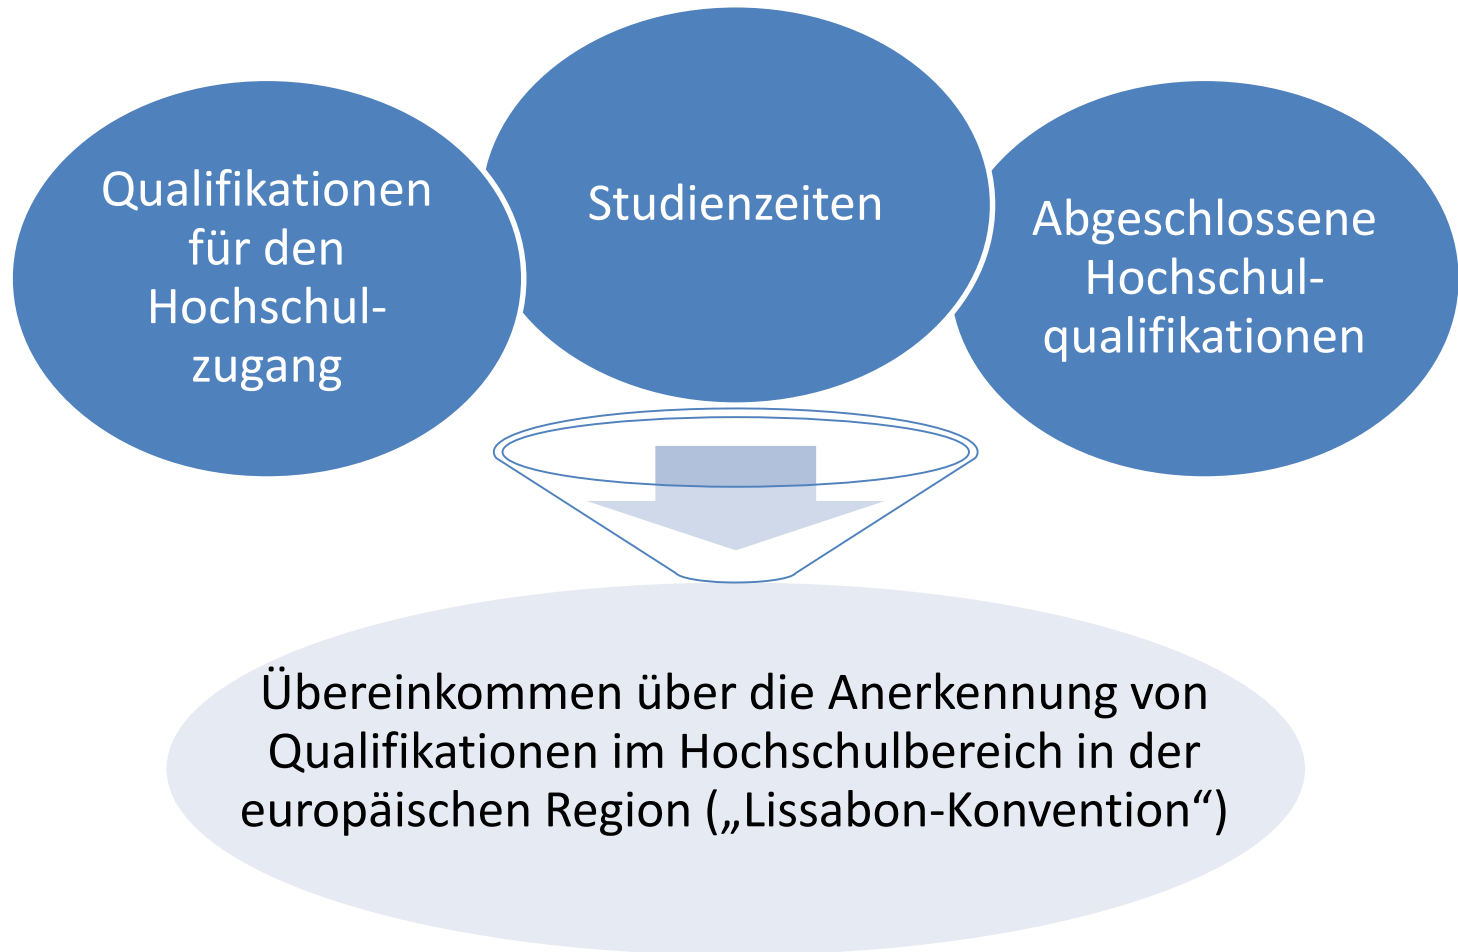 Qualifikationen
für den
Hochschul-
zugang
Studienzeiten
Abgeschlossene
Hochschul-
qualifikationen
Übereinkommen über die Anerkennung von
Qualifikationen im Hochschulbereich in der
europäischen Region („Lissabon-Konvention“)